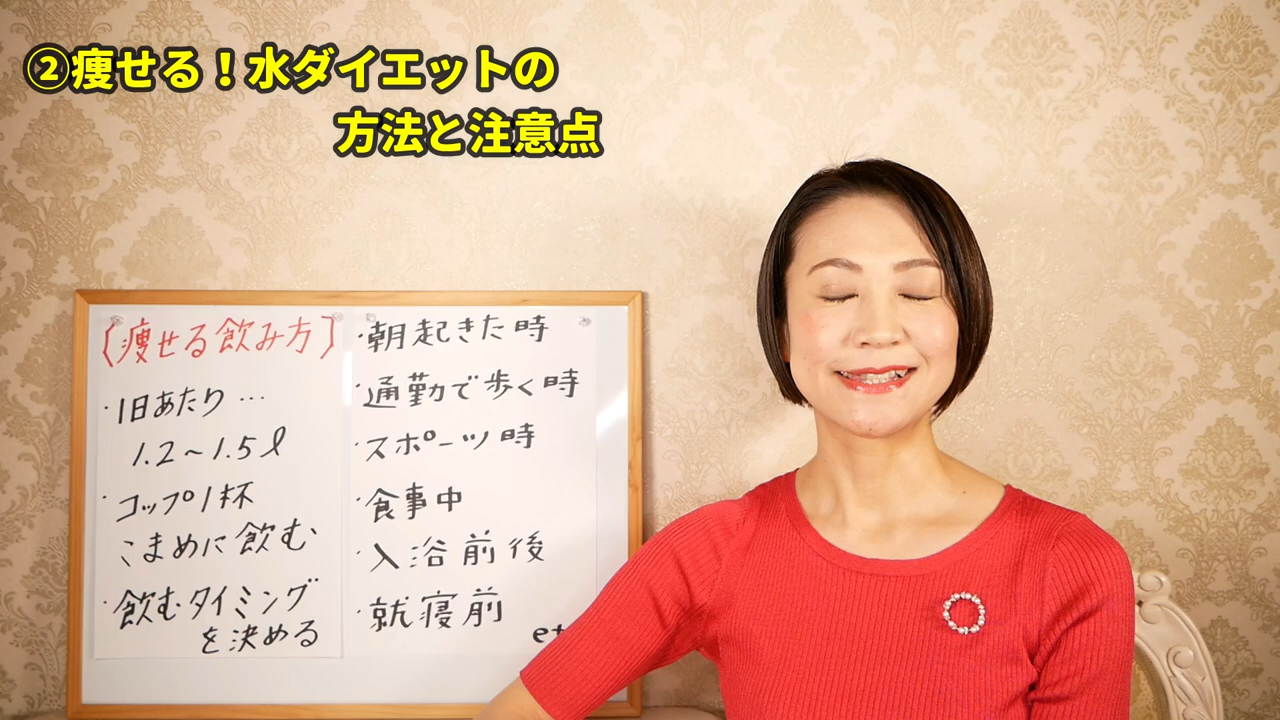 ②痩せる！水ダイエットの
方法と注意点
〔痩せる飲み方〕
・1日あたり…
1.2～1.5ℓ
・コップ1杯
こまめに飲む
・飲むタイミング
を決める
・朝起きた時
・通勤で歩く時
・スポーツ時
・食事中
・入浴前後
・就寝前